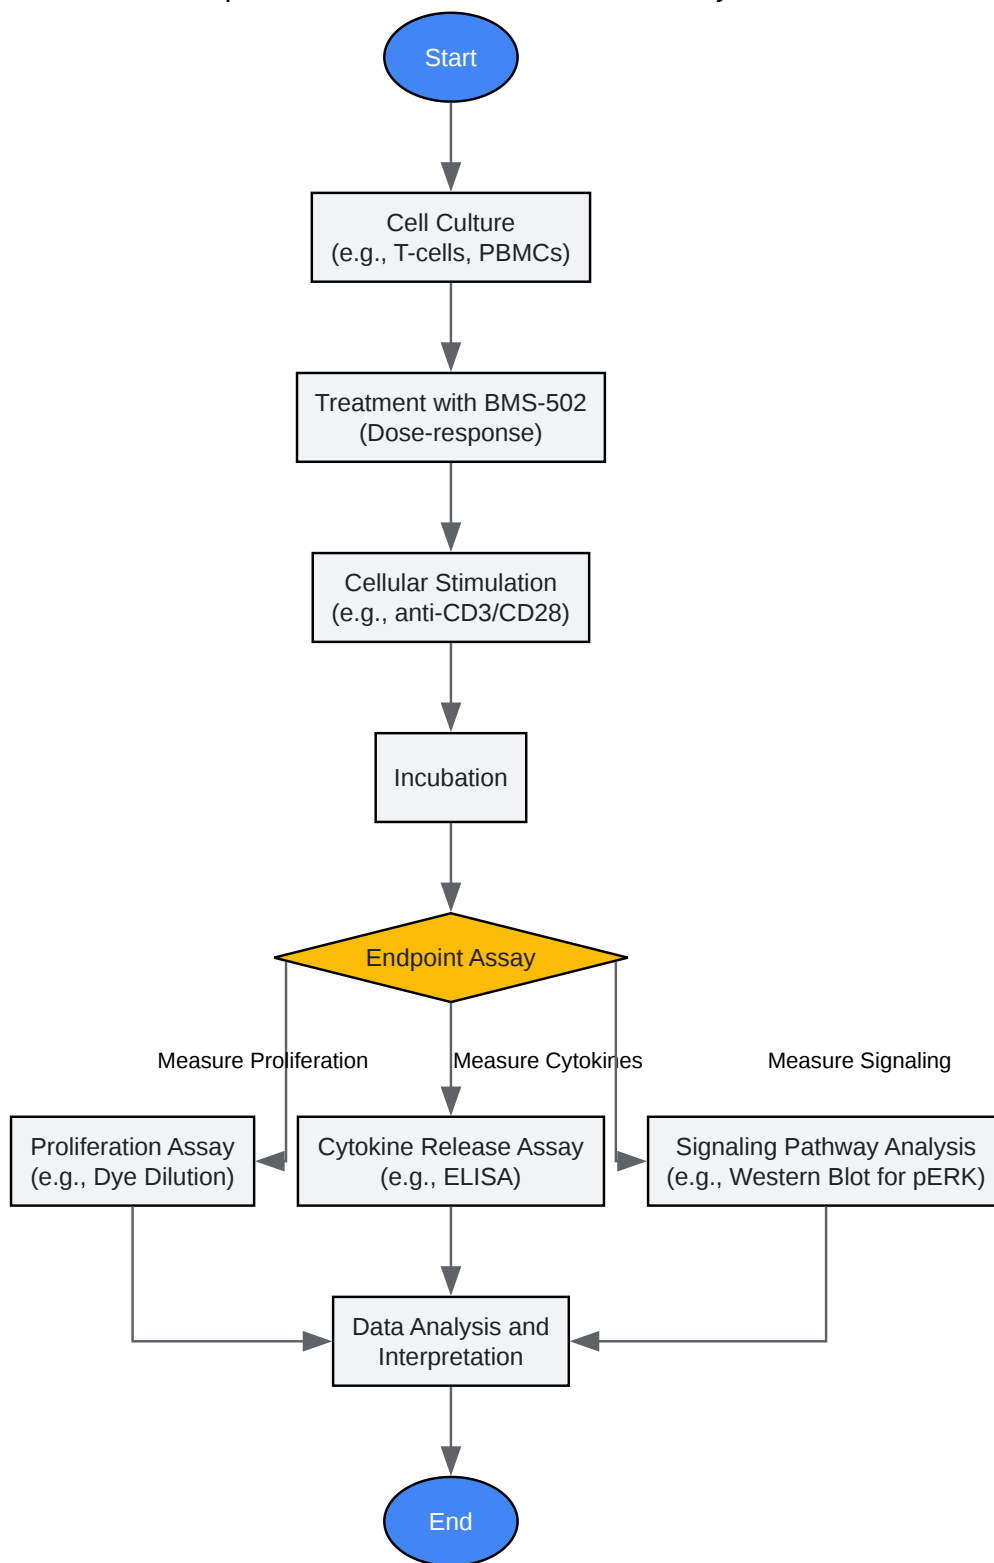 Start
Cell Culture
(e.g., T-cells, PBMCs)
Treatment with BMS-502
(Dose-response)
Cellular Stimulation
(e.g., anti-CD3/CD28)
Incubation
Endpoint Assay
Measure Proliferation
Measure Cytokines
Measure Signaling
Proliferation Assay
(e.g., Dye Dilution)
Cytokine Release Assay
(e.g., ELISA)
Signaling Pathway Analysis
(e.g., Western Blot for pERK)
Data Analysis and
Interpretation
End